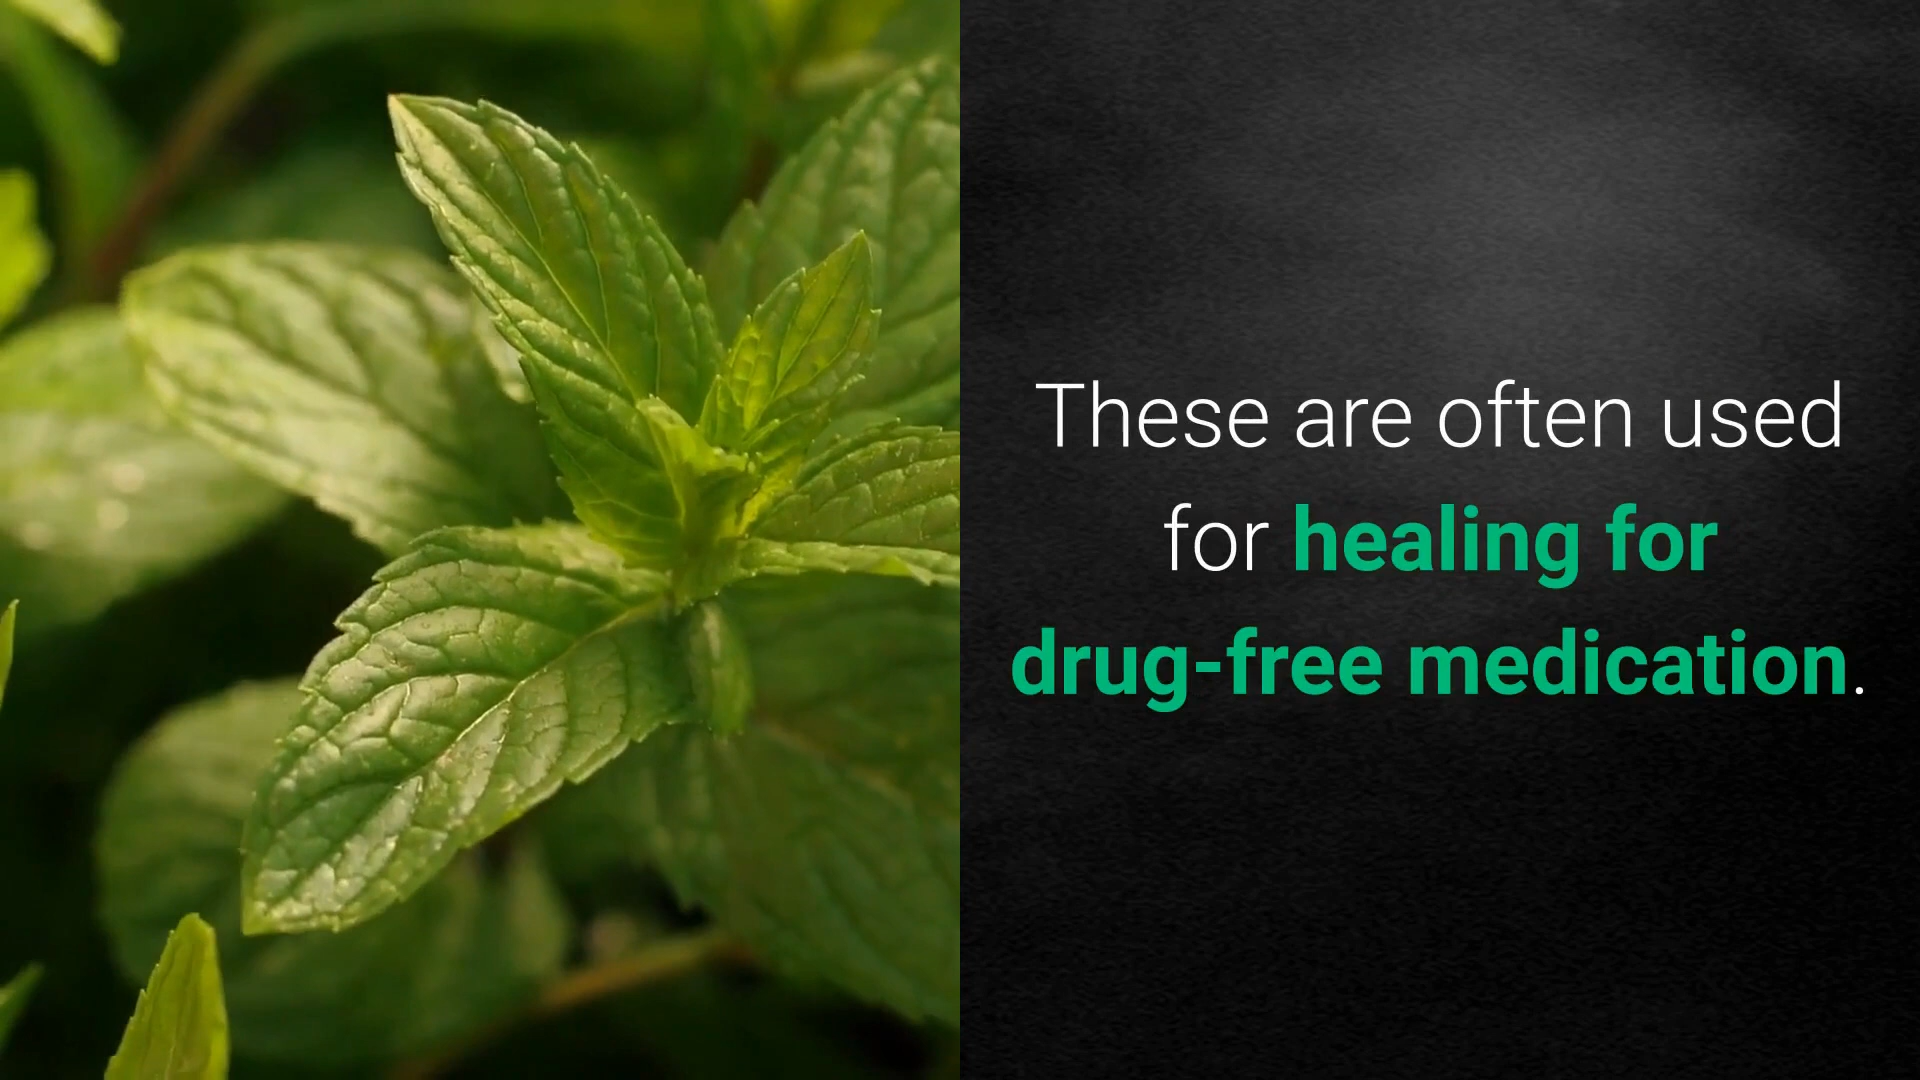 These are often used
for healing for
drug-free medication.